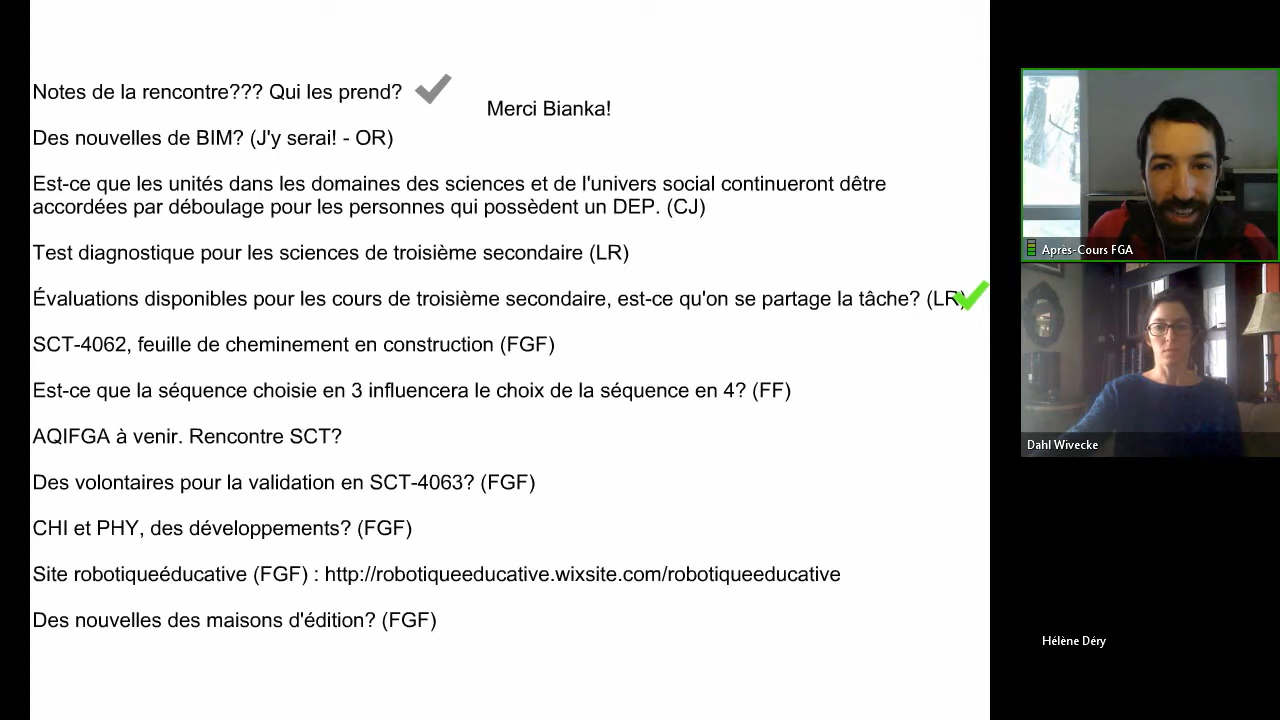 Notes de la rencontre??? Qui les prend?
Merci Bianka!
Des nouvelles de BIM? (J'y serai! - OR)
Est-ce que les unités dans les domaines des sciences et de l'univers social continueront dêtre
accordées par déboulage pour les personnes qui possèdent un DEP. (CJ)
Test diagnostique pour les sciences de troisième secondaire (LR)
Évaluations disponibles pour les cours de troisième secondaire, est-ce qu'on se partage la tâche? (LR)
SCT-4062, feuille de cheminement en construction (FGF)
Est-ce que la séquence choisie en 3 influencera le choix de la séquence en 4? (FF)
AQIFGA à venir. Rencontre SCT?
Des volontaires pour la validation en SCT-4063? (FGF)
CHI et PHY, des développements? (FGF)
Site robotiqueéducative (FGF) : http://robotiqueeducative.wixsite.com/robotiqueeducative
Des nouvelles des maisons d'édition? (FGF)
Après-Cours FGA
Dahl Wivecke
Hélène Déry